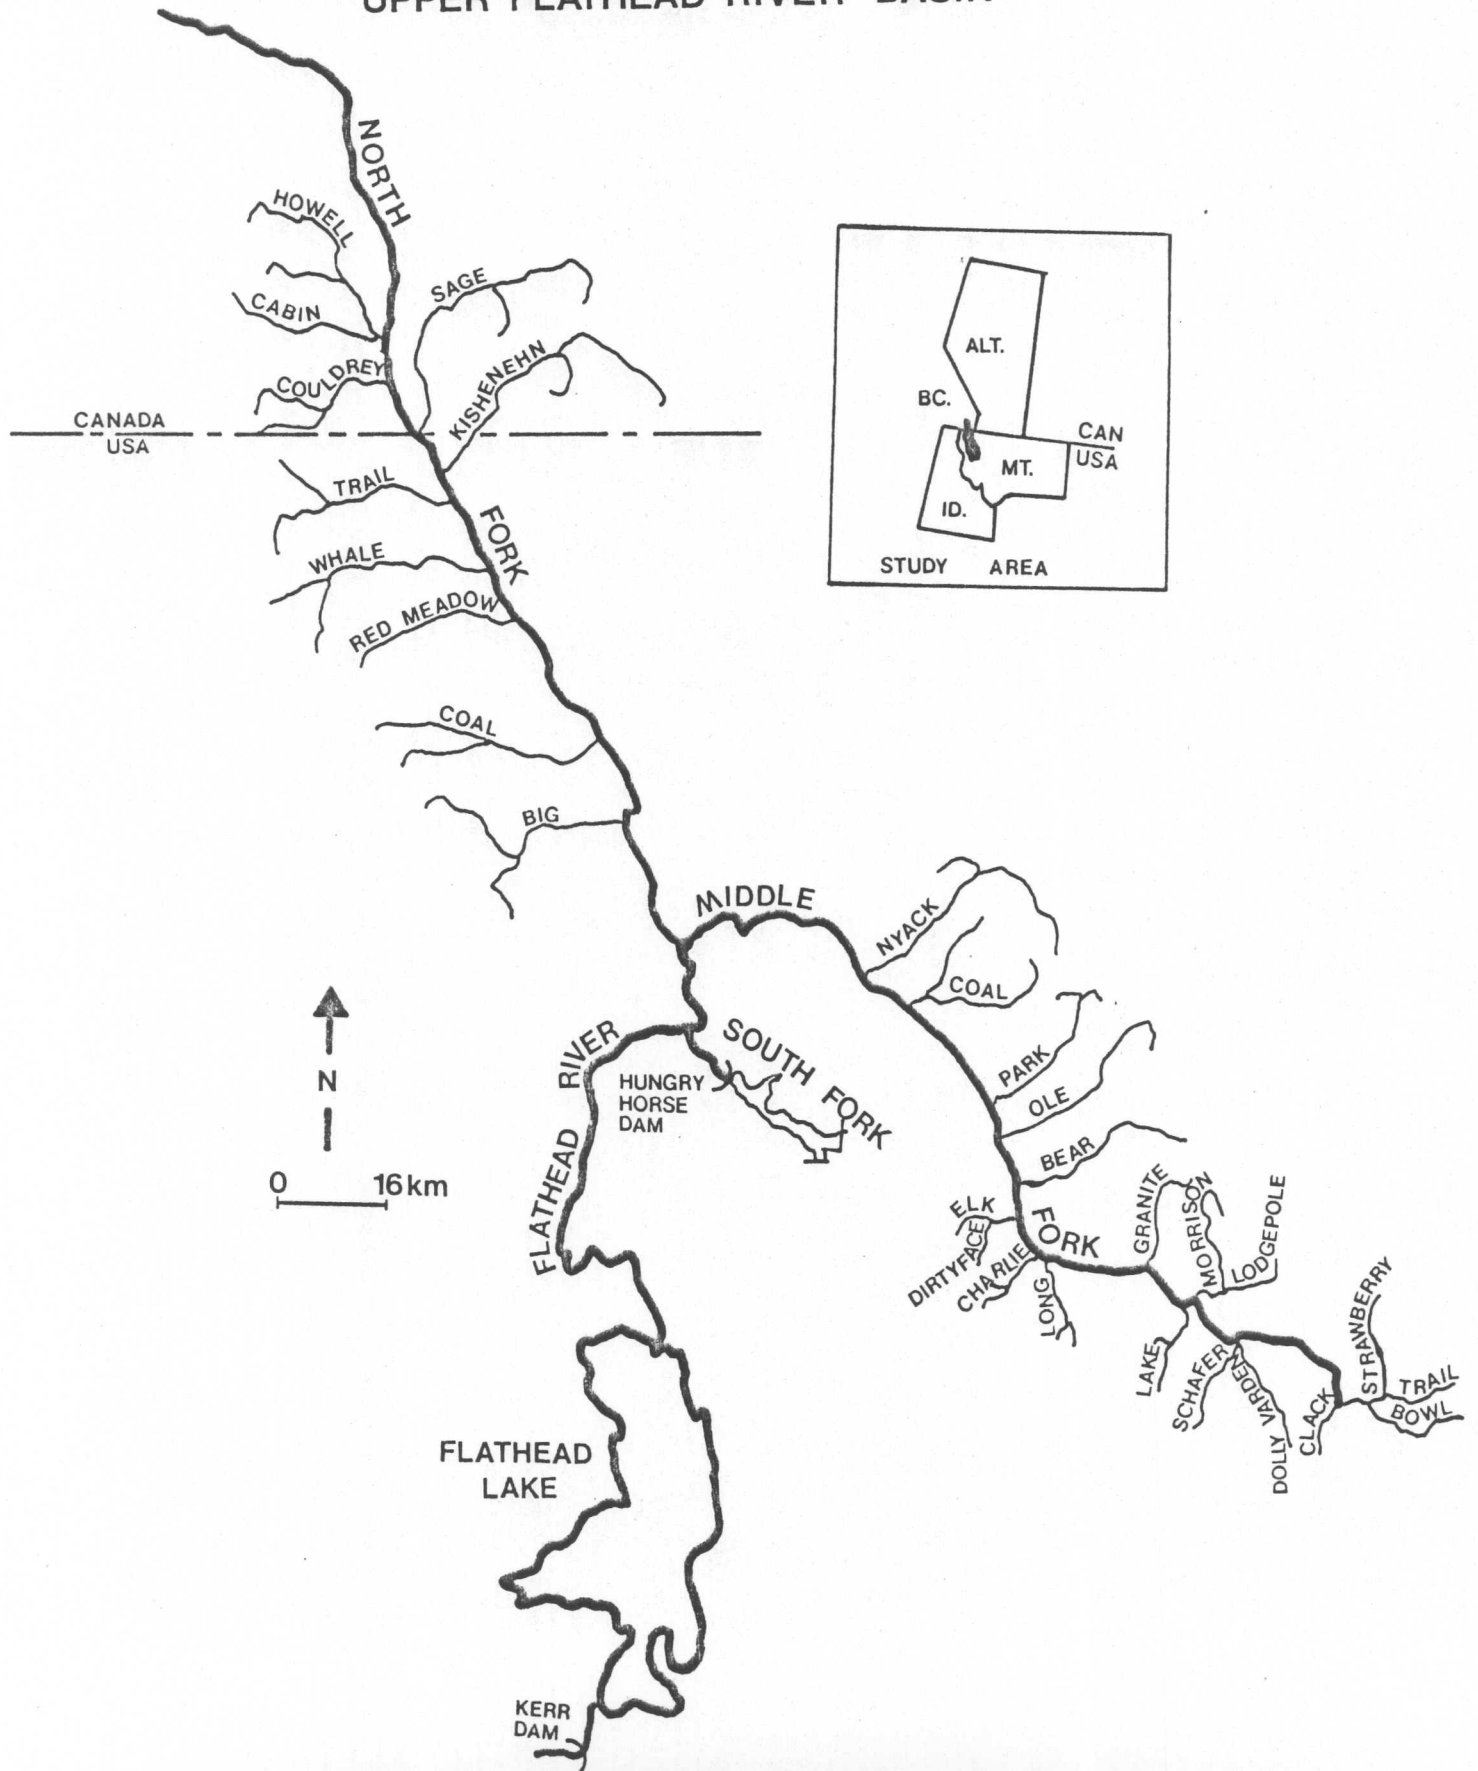 UPPER FLATHEAD RIVER BASIN
NORTH
HOWELL
SAGE
CABIN
KISHENEHN
COULDREY
CANADA
USA
TRAIL
FORK
WHALE
RED MEADOW
COAL
BIG
ALT.
BC.
CAN
USA
MT.
ID.
STUDY AREA
MIDDLE
NYACK
COAL
PARK
OLE
BEAR
SOUTH FORK
HUNGRY
HORSE
DAM
FLATHEAD RIVER
N
0 16 km
ELK
FORK
DIRTYFACE
CHARLIE
LONG
GRANITE
MORRISON
LODGEPOLE
LAKE
SCHAFER
DOLLY VARDEN
CLACK
STRAWBERRY
TRAIL
BOWL
FLATHEAD
LAKE
KERR
DAM